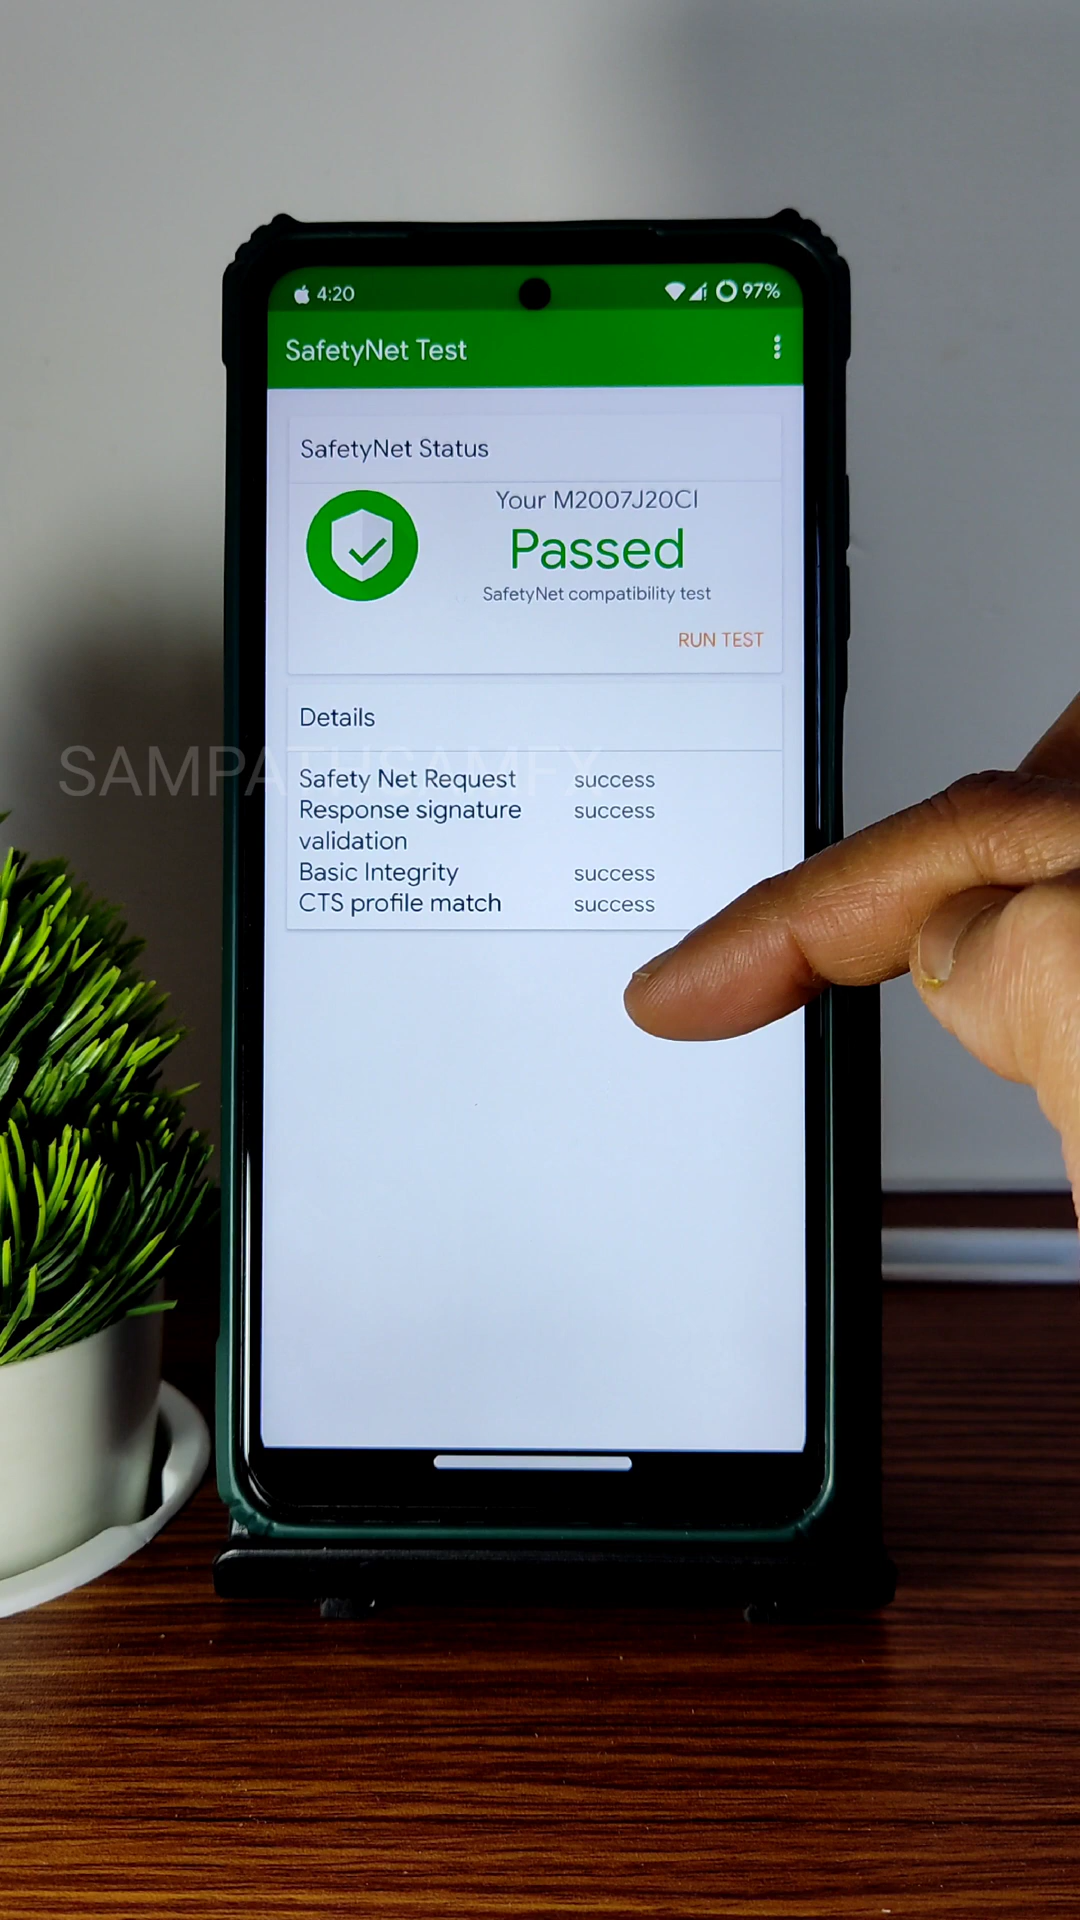 4:20
97%
SafetyNet Test
SafetyNet Status
Your M2007J20CI
Passed
SafetyNet compatibility test
RUN TEST
Details
SAMPATHSAMFX
Safety Net Request success
Response signature success
validation
Basic Integrity success
CTS profile match success